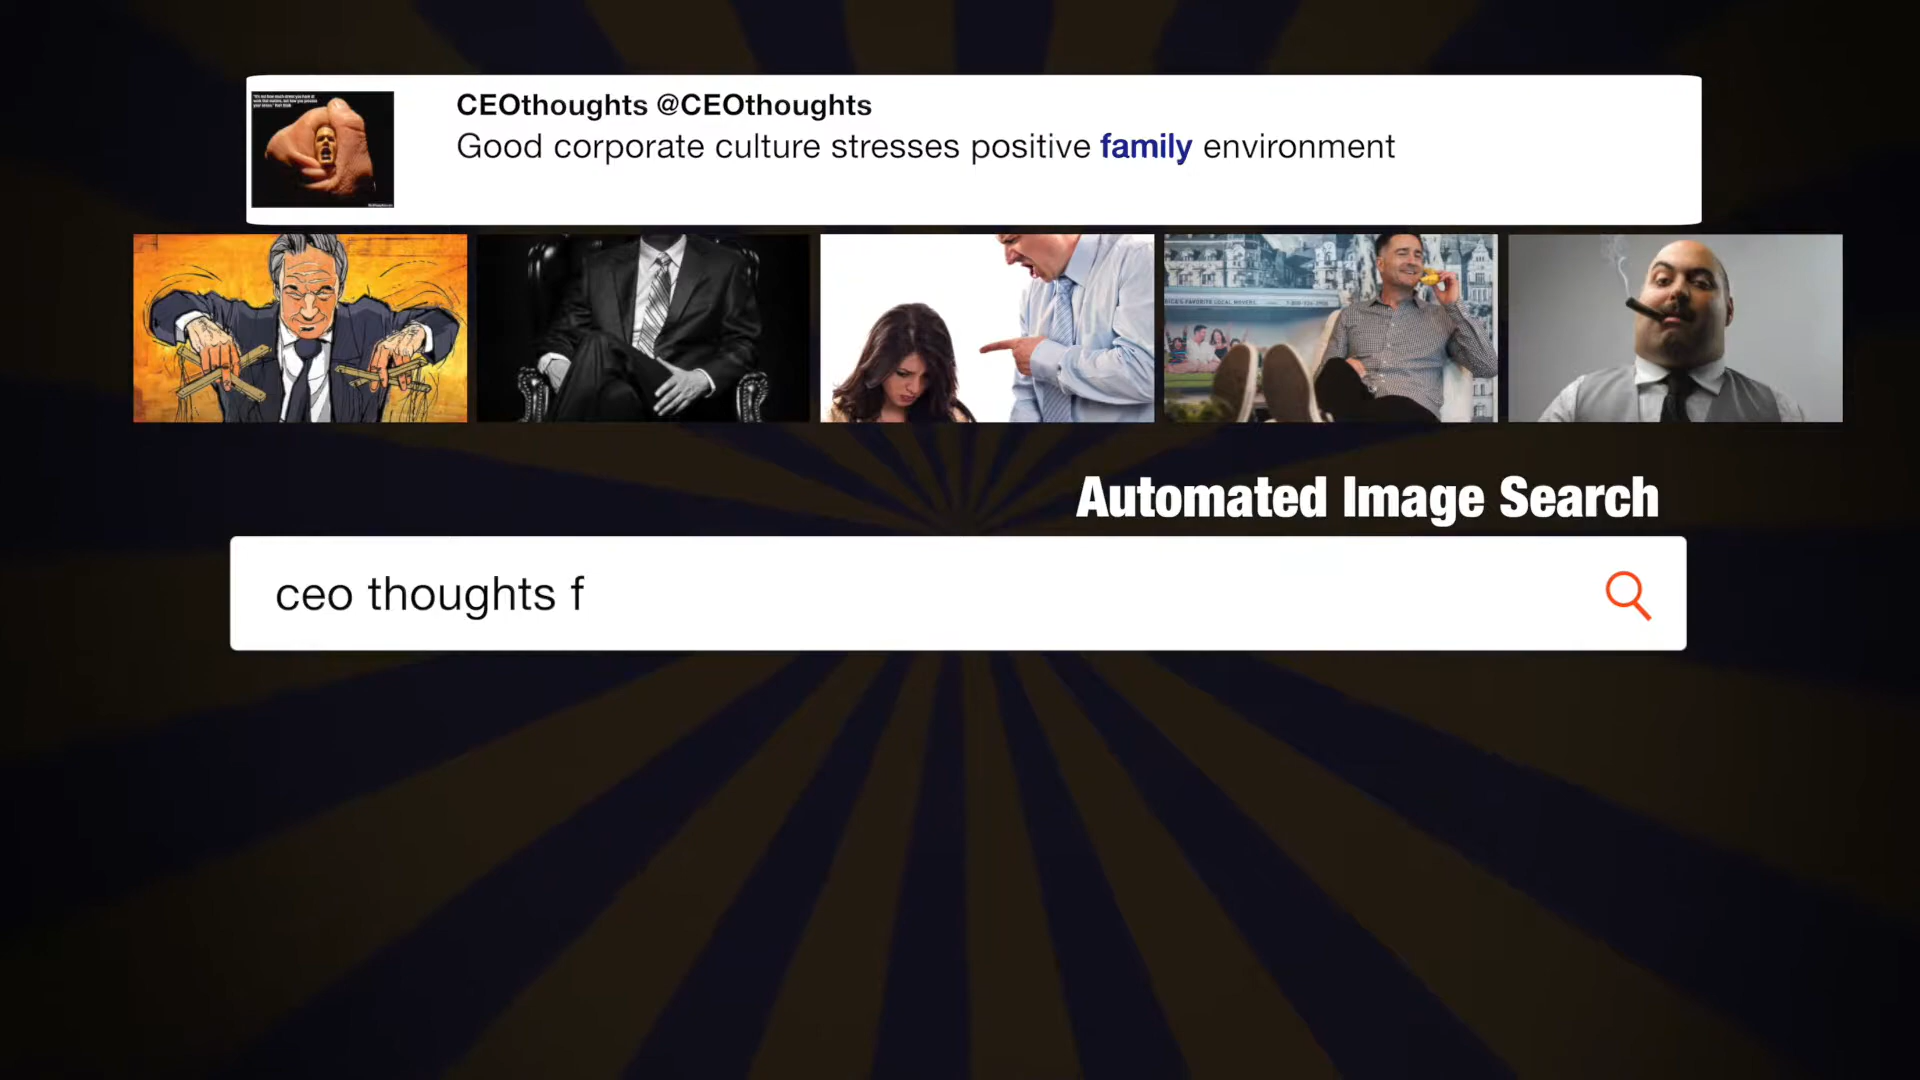 CEOthoughts @CEOthoughts
Good corporate culture stresses positive family environment
Automated Image Search
ceo thoughts f